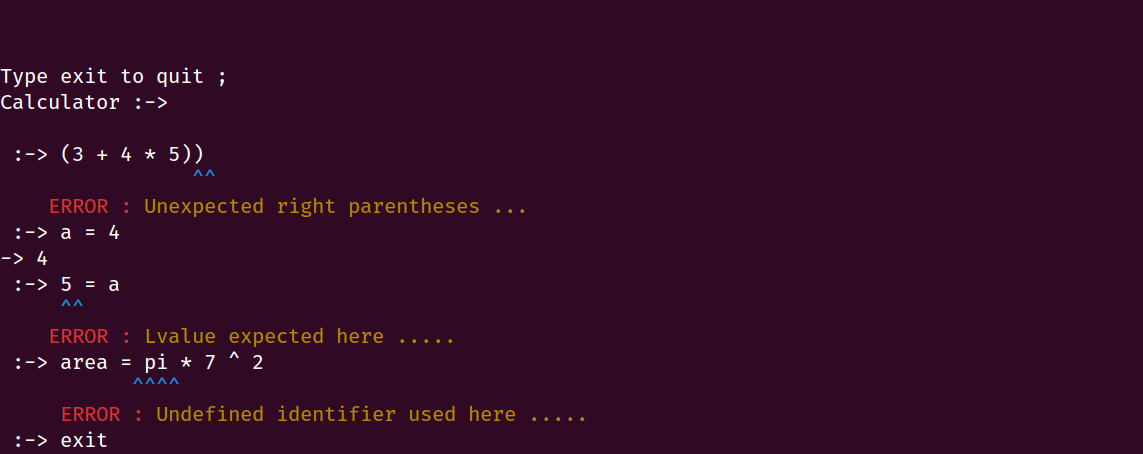 Type exit to quit ;
Calculator :->
:-> (3 + 4 * 5))
^^
ERROR : Unexpected right parentheses ...
:-> a = 4
-> 4
:-> 5 = a
^^
ERROR : Lvalue expected here .....
:-> area = pi * 7 ^ 2
^^^^
ERROR : Undefined identifier used here .....
:-> exit